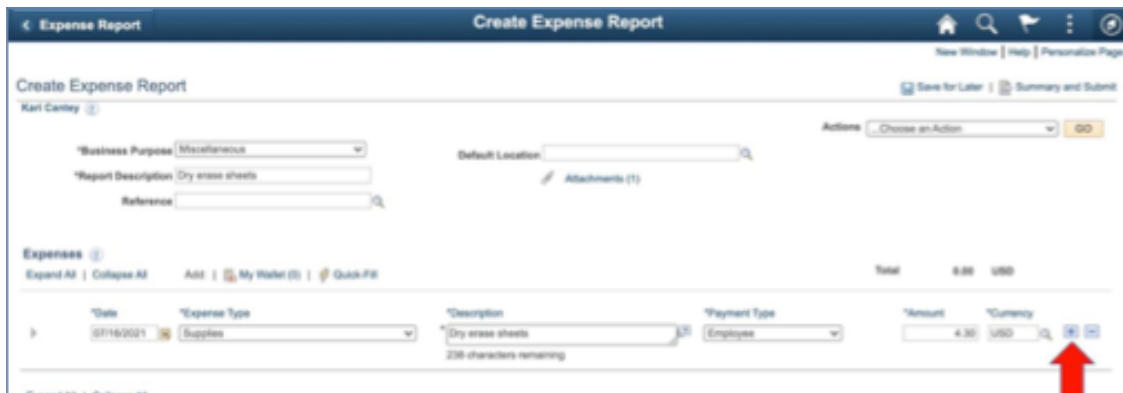 Expense Report
Create Expense Report
New Window | Help | Personalize Page
Create Expense Report
Save for Later | Summary and Submit
Kari Cantey
Actions ...Choose an Action GO
*Business Purpose Miscellaneous
Default Location
*Report Description Dry erase sheets
Attachments (1)
Reference
Expenses
Expand All | Collapse All Add: | My Wallet (0) | Quick-Fill
Total 0.00 USD
*Date *Expense Type *Description *Payment Type *Amount *Currency
07/16/2021 Supplies *Dry erase sheets Employee 4.30 USD
238 characters remaining